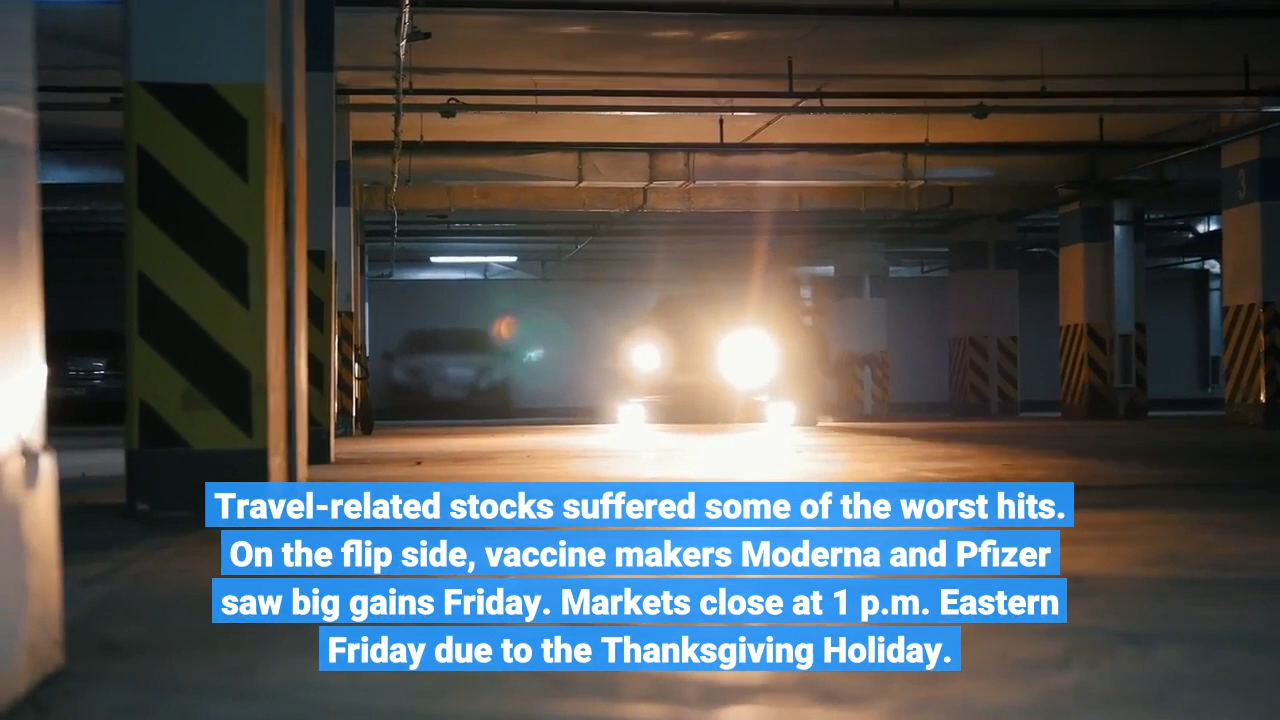 3
Travel-related stocks suffered some of the worst hits.
On the flip side, vaccine makers Moderna and Pfizer
saw big gains Friday. Markets close at 1 p.m. Eastern
Friday due to the Thanksgiving Holiday.